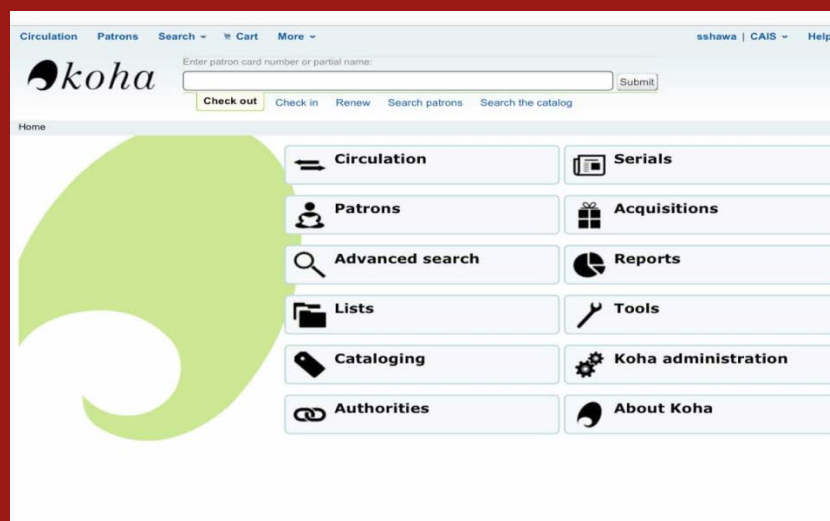 Circulation Patrons Search Cart More sshawa | CAIS Help
koha
Enter patron card number or partial name:
Submit
Check out Check in Renew Search patrons Search the catalog
Home
Circulation Serials
Patrons Acquisitions
Advanced search Reports
Lists Tools
Cataloging Koha administration
Authorities About Koha